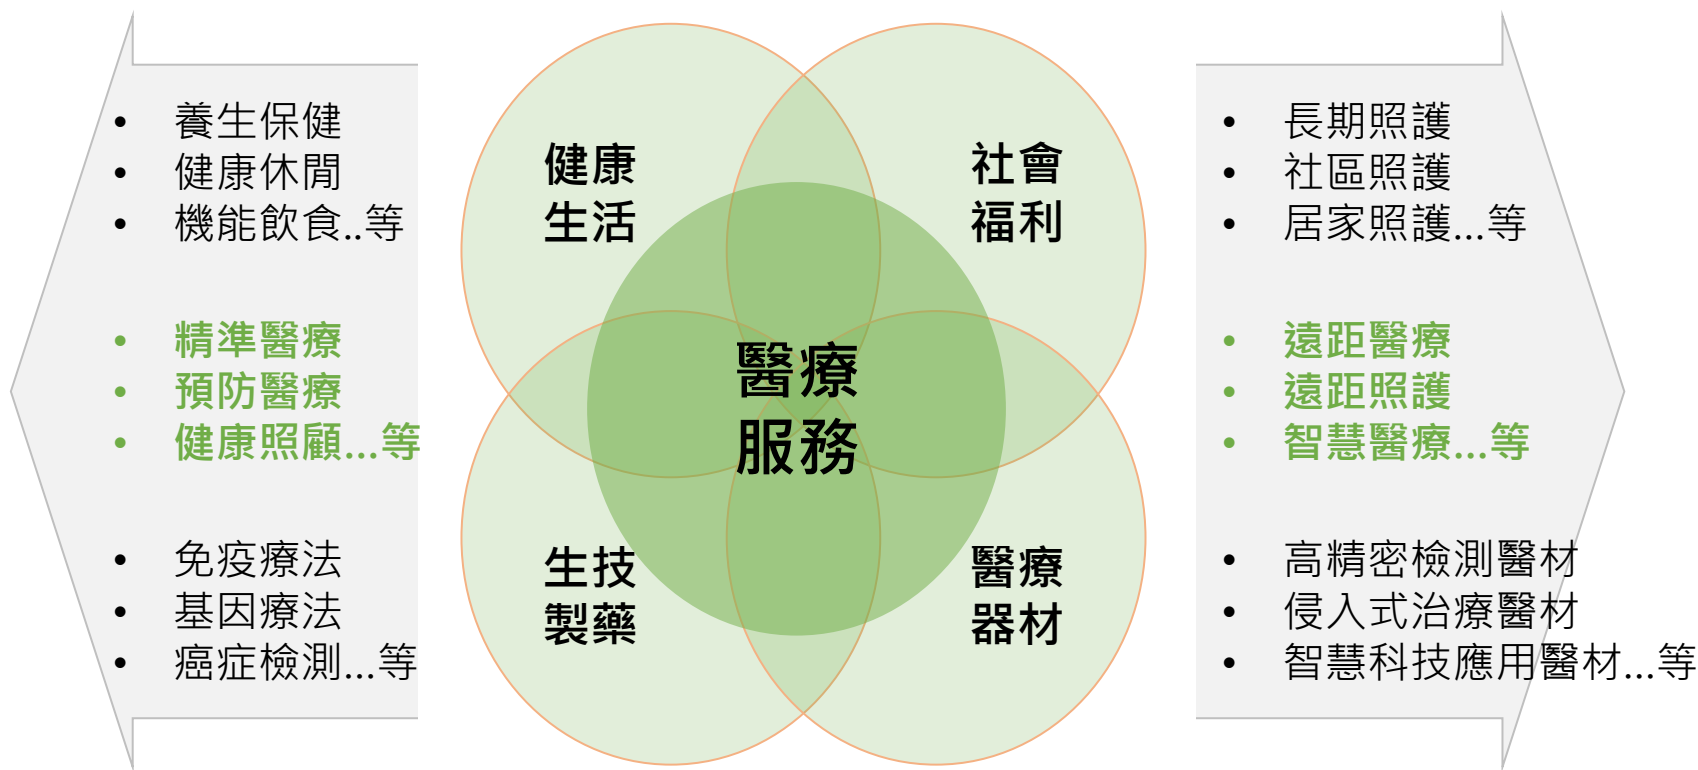 • 養生保健
• 健康休閒
• 機能飲食..等
• 精準醫療
• 預防醫療
• 健康照顧...等
• 免疫療法
• 基因療法
• 癌症檢測...等
健康
生活
社會
福利
醫療
服務
生技
製藥
醫療
器材
• 長期照護
• 社區照護
• 居家照護...等
• 遠距醫療
• 遠距照護
• 智慧醫療...等
• 高精密檢測醫材
• 侵入式治療醫材
• 智慧科技應用醫材...等